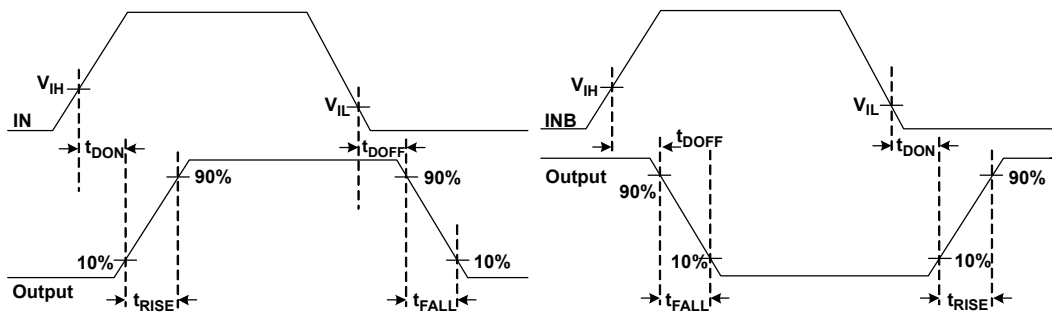 V_IH
IN
V_IL
t_DON
t_DOFF
90%
90%
10%
10%
Output
t_RISE
t_FALL
V_IH
INB
V_IL
t_DOFF
t_DON
Output
90%
90%
10%
10%
t_FALL
t_RISE